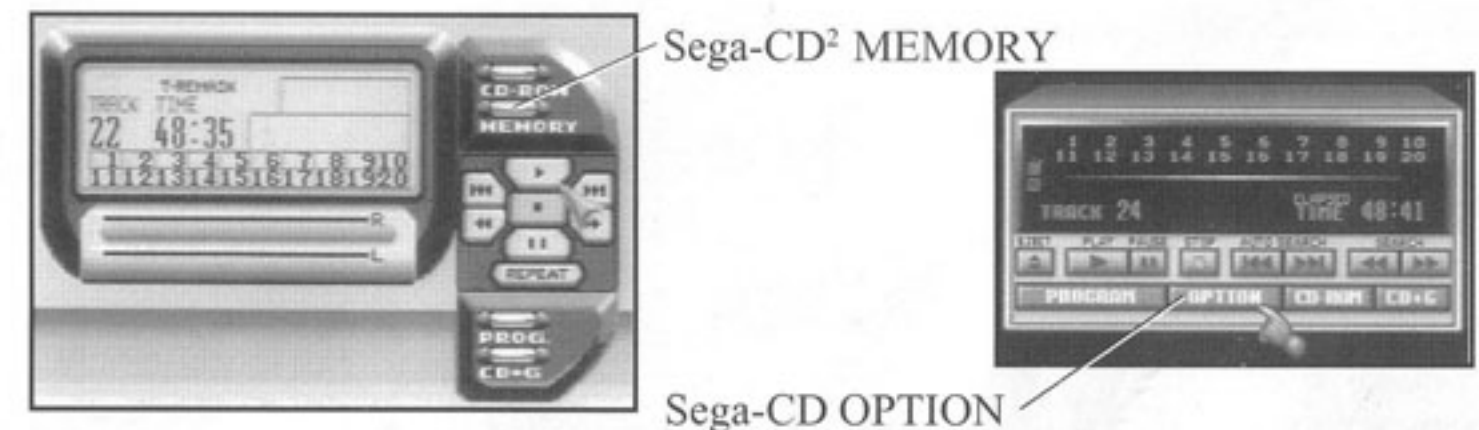 Sega-CD² MEMORY
T-REMAIN
TRACK TIME
22 48:35
1 2 3 4 5 6 7 8 9 10
11 12 13 14 15 16 17 18 19 20
R
L
CD-ROM
MEMORY
REPEAT
PROG.
CD+G
1 2 3 4 5 6 7 8 9 10
11 12 13 14 15 16 17 18 19 20
TRACK 24 TIME 48:41
EJECT PLAY PAUSE STOP AUTO SEARCH SEARCH
PROGRAM OPTION CD-ROM CD+G
Sega-CD OPTION